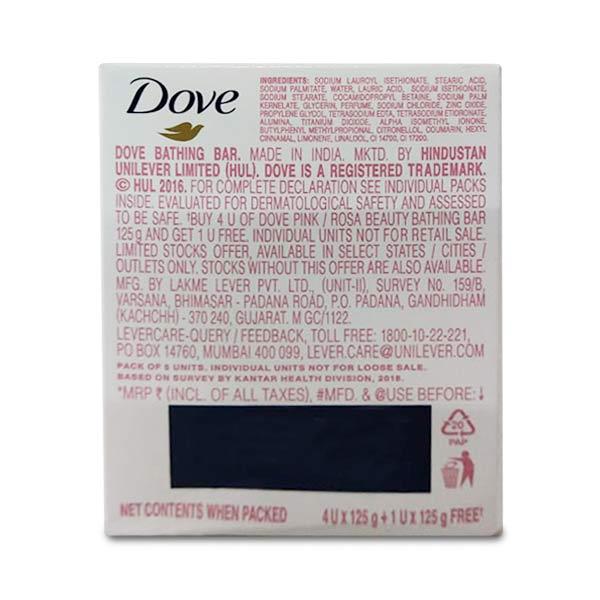 Dove
INGREDIENTS: SODIUM LAUROYL ISETHIONATE, STEARIC ACID,
SODIUM PALMITATE, WATER, LAURIC ACID, SODIUM ISETHIONATE,
SODIUM STEARATE, COCAMIDOPROPYL BETAINE, SODIUM PALM
KERNELATE, GLYCERIN, PERFUME, SODIUM CHLORIDE, ZINC OXIDE,
PROPYLENE GLYCOL, TETRASODIUM EDTA, TETRASODIUM ETIDRONATE,
ALUMINA, TITANIUM DIOXIDE, ALPHA ISOMETHYL IONONE,
BUTYLPHENYL METHYLPROPIONAL, CITRONELLOL, COUMARIN, HEXYL
CINNAMAL, LIMONENE, LINALOOL, CI 14700, CI 17200.
DOVE BATHING BAR. MADE IN INDIA. MKTD. BY HINDUSTAN
UNILEVER LIMITED (HUL). DOVE IS A REGISTERED TRADEMARK.
© HUL 2016. FOR COMPLETE DECLARATION SEE INDIVIDUAL PACKS
INSIDE. EVALUATED FOR DERMATOLOGICAL SAFETY AND ASSESSED
TO BE SAFE. †BUY 4 U OF DOVE PINK / ROSA BEAUTY BATHING BAR
125 g AND GET 1 U FREE. INDIVIDUAL UNITS NOT FOR RETAIL SALE.
LIMITED STOCKS OFFER, AVAILABLE IN SELECT STATES / CITIES /
OUTLETS ONLY. STOCKS WITHOUT THIS OFFER ARE ALSO AVAILABLE.
MFG. BY LAKME LEVER PVT. LTD., (UNIT-II), SURVEY No. 159/B,
VARSANA, BHIMASAR - PADANA ROAD, P.O. PADANA, GANDHIDHAM
(KACHCHH) - 370 240, GUJARAT. M GC/1122.
LEVERCARE-QUERY / FEEDBACK, TOLL FREE: 1800-10-22-221,
PO BOX 14760, MUMBAI 400 099, LEVER.CARE@UNILEVER.COM
PACK OF 5 UNITS. INDIVIDUAL UNITS NOT FOR LOOSE SALE.
BASED ON SURVEY BY KANTAR HEALTH DIVISION, 2018.
*MRP ₹ (INCL. OF ALL TAXES), #MFD. & @USE BEFORE: ↓
20
PAP
NET CONTENTS WHEN PACKED 4 U x 125 g + 1 U x 125 g FREE†